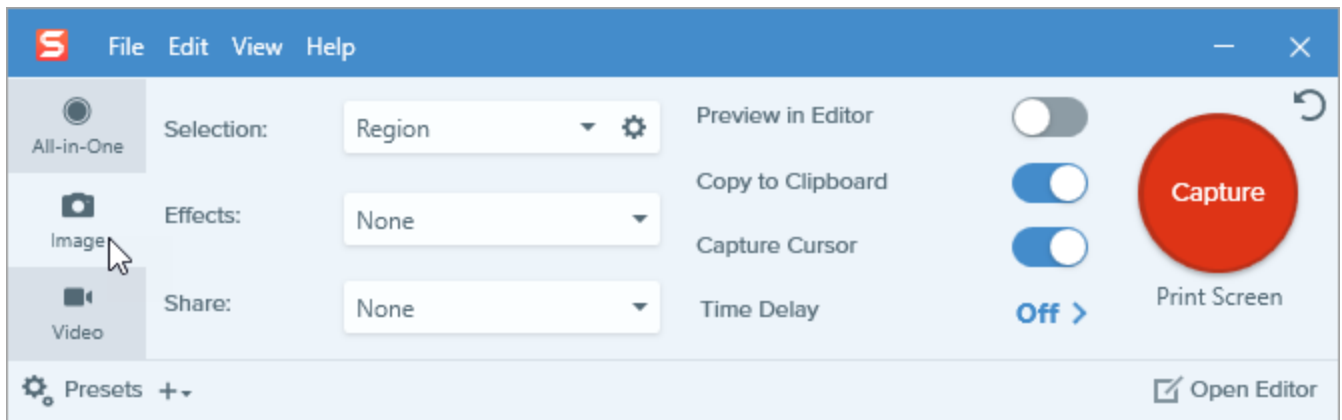 File Edit View Help
All-in-One
Image
Video
Selection: Region
Effects: None
Share: None
Preview in Editor
Copy to Clipboard
Capture Cursor
Time Delay Off
Capture
Print Screen
Presets
Open Editor